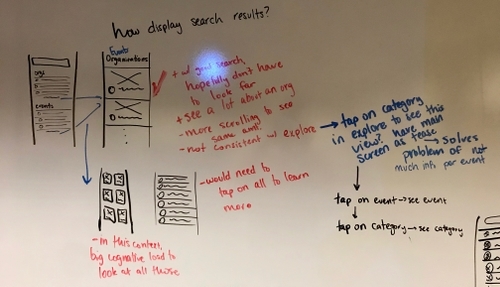 how display search results?
Events
Organizations
orgs
events
+ w/ good search,
hopefully don't have
to look far
+ see a lot about an org
- more scrolling to see
same amt.
- not consistent w/ explore
tap on category
in explore to see this
view? have main
screen as tease
→ Solves
problem of not
much info per event
tap on event → see event
tap on category → see category
- would need to
tap on all to learn
more
- in this context,
big cognitive load to
look at all those